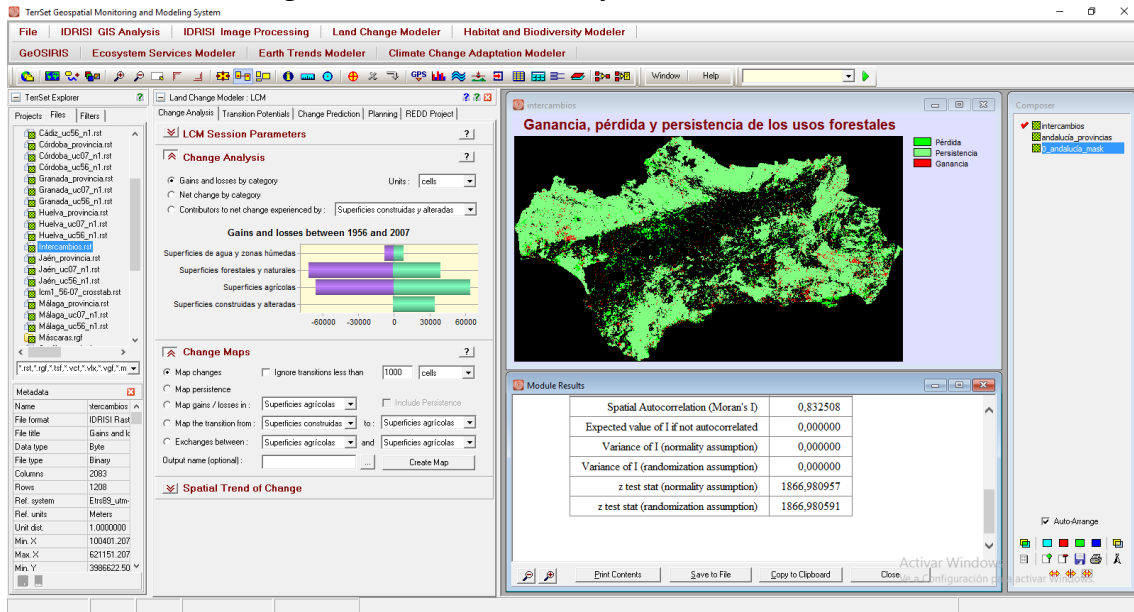 TerrSet Geospatial Monitoring and Modeling System
File IDRISI GIS Analysis IDRISI Image Processing Land Change Modeler Habitat and Biodiversity Modeler
GeOSIRIS Ecosystem Services Modeler Earth Trends Modeler Climate Change Adaptation Modeler
GPS Window Help
TerrSet Explorer ?
Projects Files Filters
Cádiz_uc56_n1.rst
Córdoba_provincia.rst
Córdoba_uc07_n1.rst
Córdoba_uc56_n1.rst
Granada_provincia.rst
Granada_uc07_n1.rst
Granada_uc56_n1.rst
Huelva_provincia.rst
Huelva_uc07_n1.rst
Huelva_uc56_n1.rst
intercambios.rst
Jaén_provincia.rst
Jaén_uc07_n1.rst
Jaén_uc56_n1.rst
lcm1_56-07_crosstab.rst
Málaga_provincia.rst
Málaga_uc07_n1.rst
Málaga_uc56_n1.rst
Máscaras.rgf
*.rst,*.rgf,*.tsf,*.vct,*.vlx,*.vgf,*.m
Metadata
Name ntercambios
File format IDRISI Rast
File title Gains and lc
Data type Byte
File type Binary
Columns 2083
Rows 1208
Ref. system Etrs89_utm-
Ref. units Meters
Unit dist. 1.0000000
Min. X 100401.207
Max. X 621151.207
Min. Y 3986622.50
Land Change Modeler : LCM ? ?
Change Analysis Transition Potentials Change Prediction Planning REDD Project
LCM Session Parameters ?
Change Analysis ?
Gains and losses by category Units : cells
Net change by category
Contributors to net change experienced by : Superficies construidas y alteradas
Gains and losses between 1956 and 2007
Superficies de agua y zonas húmedas
Superficies forestales y naturales
Superficies agrícolas
Superficies construidas y alteradas
-60000 -30000 0 30000 60000
Change Maps ?
Map changes Ignore transitions less than 1000 cells
Map persistence
Map gains / losses in : Superficies agrícolas Include Persistence
Map the transition from : Superficies construidas to : Superficies agrícolas
Exchanges between : Superficies agrícolas and Superficies agrícolas
Output name (optional) : ... Create Map
Spatial Trend of Change
intercambios
Ganancia, pérdida y persistencia de los usos forestales
Pérdida
Persistencia
Ganancia
Module Results
Spatial Autocorrelation (Moran's I) 0,832508
Expected value of I if not autocorrelated 0,000000
Variance of I (normality assumption) 0,000000
Variance of I (randomization assumption) 0,000000
z test stat (normality assumption) 1866,980957
z test stat (randomization assumption) 1866,980591
Print Contents Save to File Copy to Clipboard Close
Composer
intercambios
andalucía_provincias
0_andalucía_mask
Auto-Arrange
Activar Windows